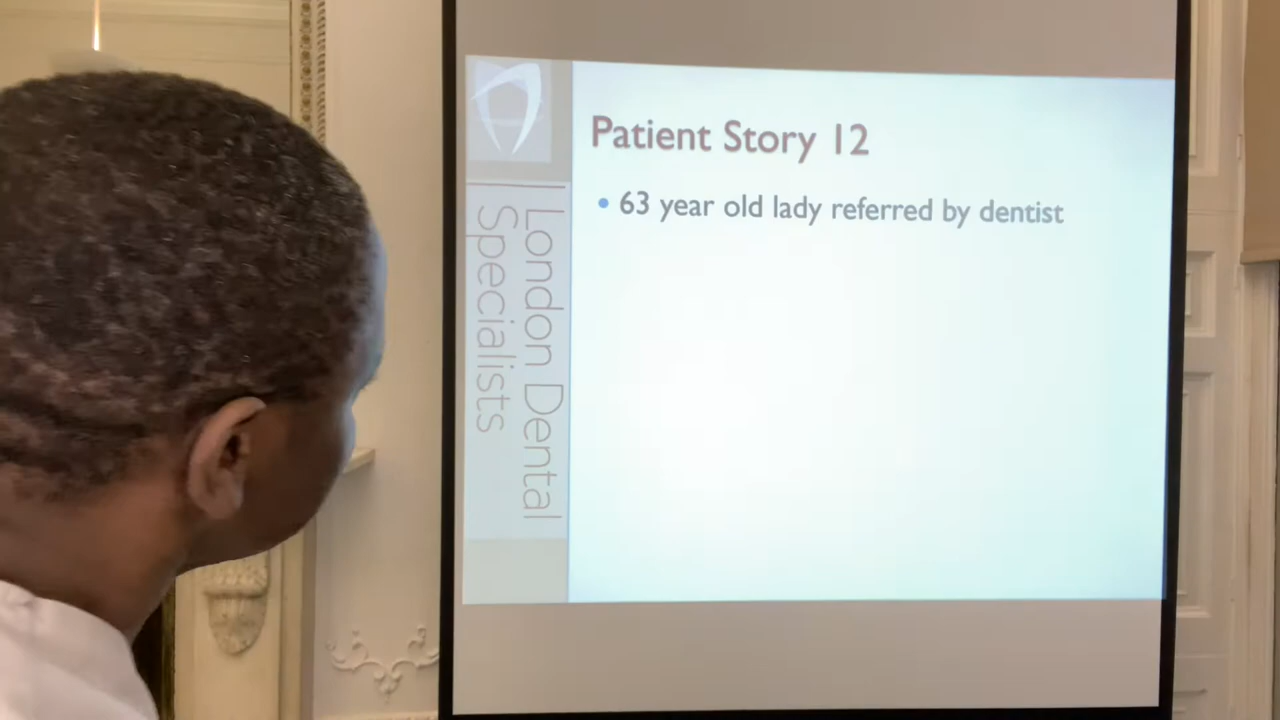 Patient Story 12
• 63 year old lady referred by dentist
London Dental
Specialists